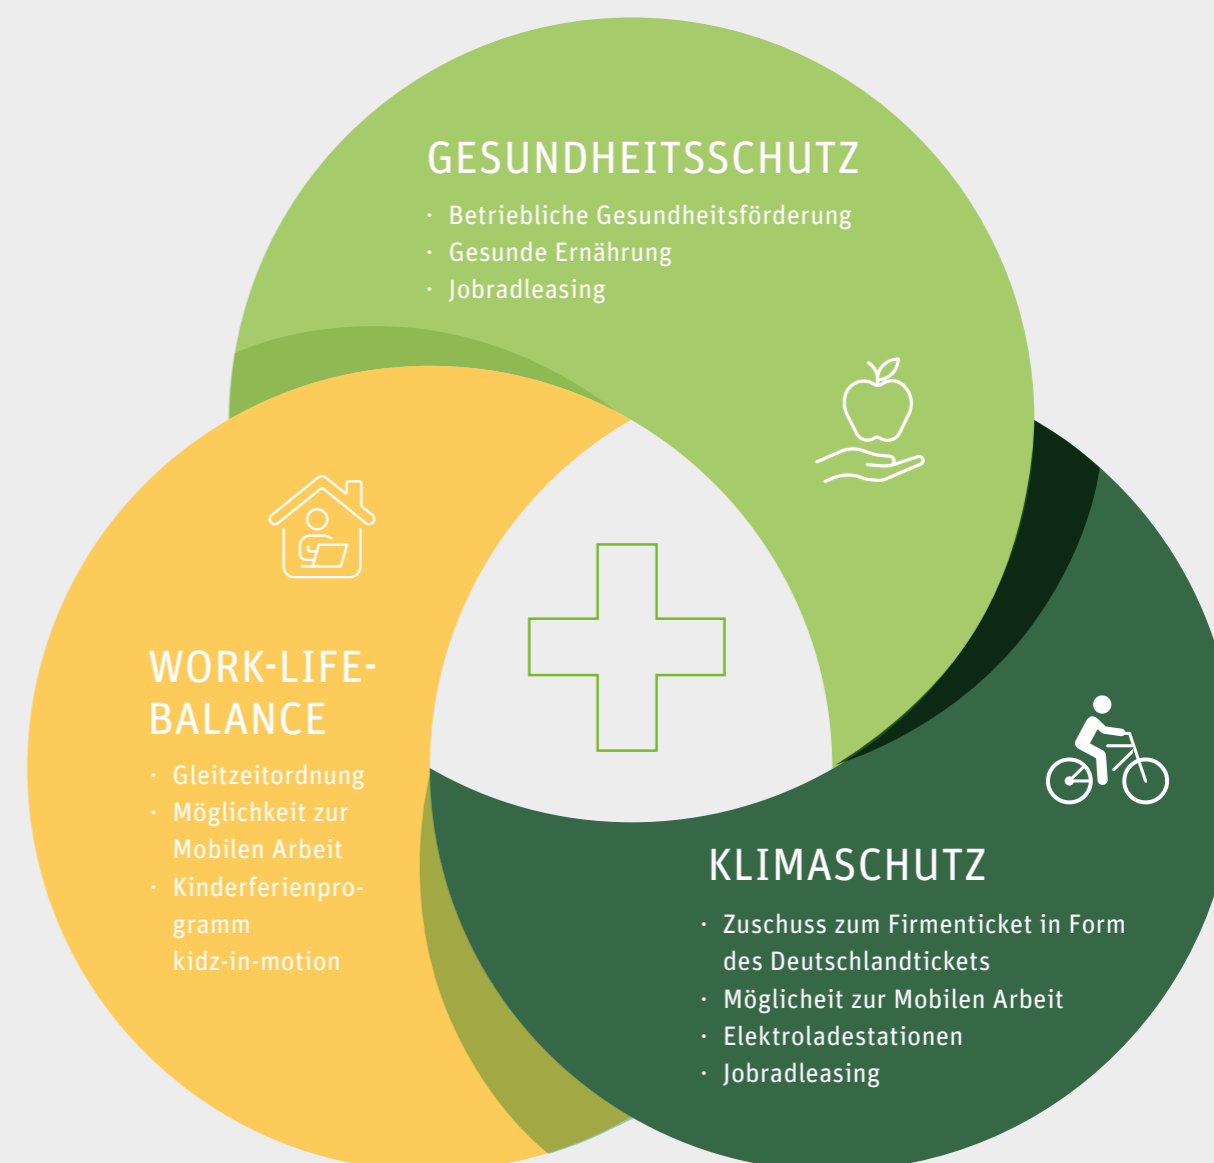 GESUNDHEITSSCHUTZ
· Betriebliche Gesundheitsförderung
· Gesunde Ernährung
· Jobradleasing
WORK-LIFE-
BALANCE
· Gleitzeitordnung
· Möglichkeit zur
Mobilen Arbeit
· Kinderferienpro-
gramm
kidz-in-motion
KLIMASCHUTZ
· Zuschuss zum Firmenticket in Form
des Deutschlandtickets
· Möglicheit zur Mobilen Arbeit
· Elektroladestationen
· Jobradleasing